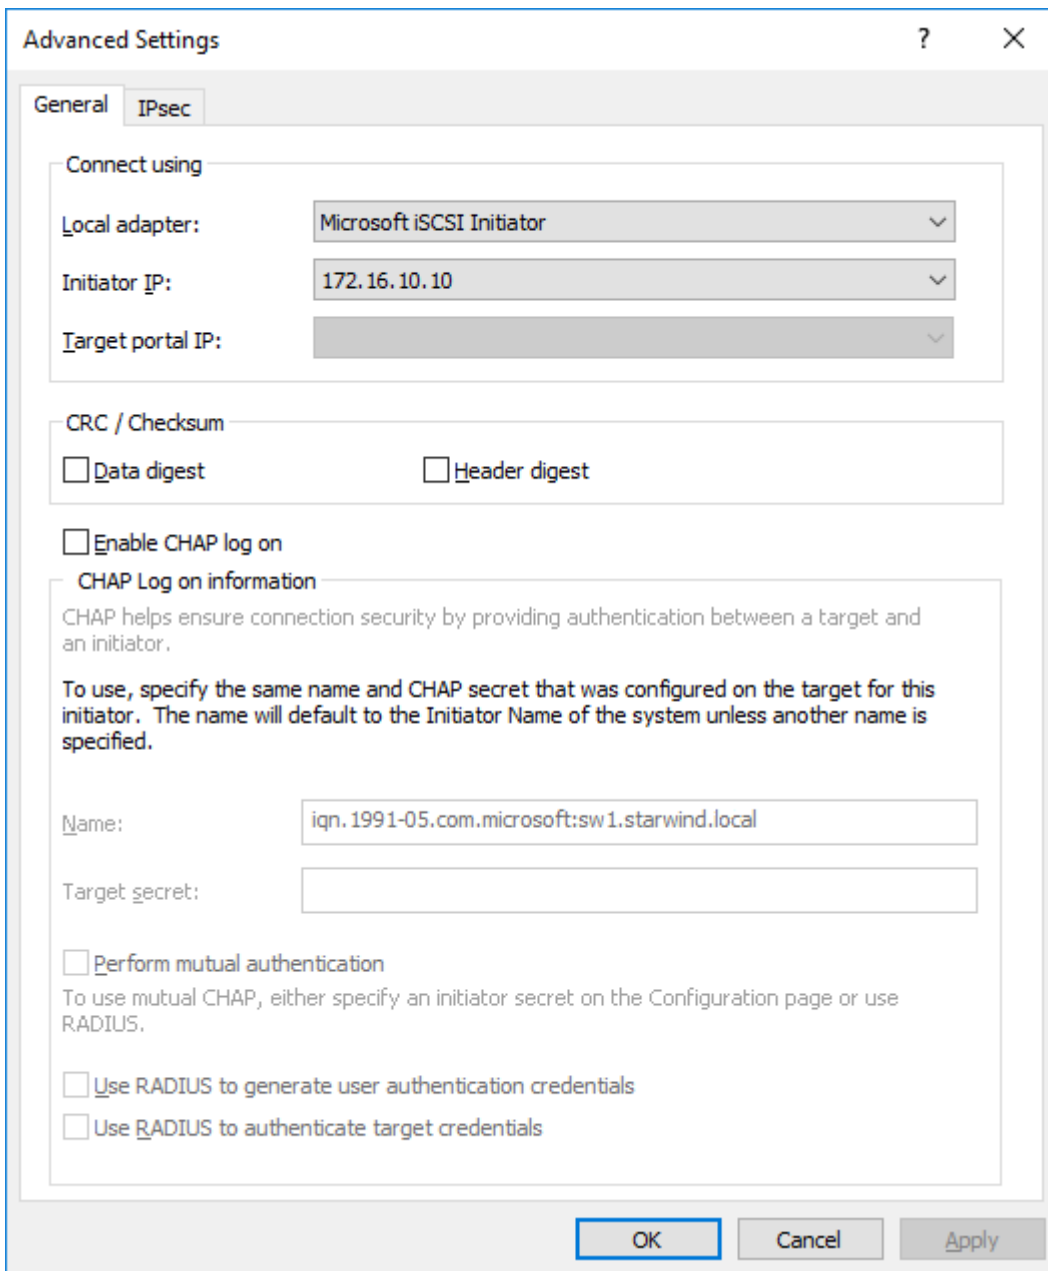 Advanced Settings ?
General IPsec
Connect using
Local adapter: Microsoft iSCSI Initiator
Initiator IP: 172.16.10.10
Target portal IP:
CRC / Checksum
Data digest Header digest
Enable CHAP log on
CHAP Log on information
CHAP helps ensure connection security by providing authentication between a target and
an initiator.
To use, specify the same name and CHAP secret that was configured on the target for this
initiator. The name will default to the Initiator Name of the system unless another name is
specified.
Name: iqn.1991-05.com.microsoft:sw1.starwind.local
Target secret:
Perform mutual authentication
To use mutual CHAP, either specify an initiator secret on the Configuration page or use
RADIUS.
Use RADIUS to generate user authentication credentials
Use RADIUS to authenticate target credentials
OK Cancel Apply